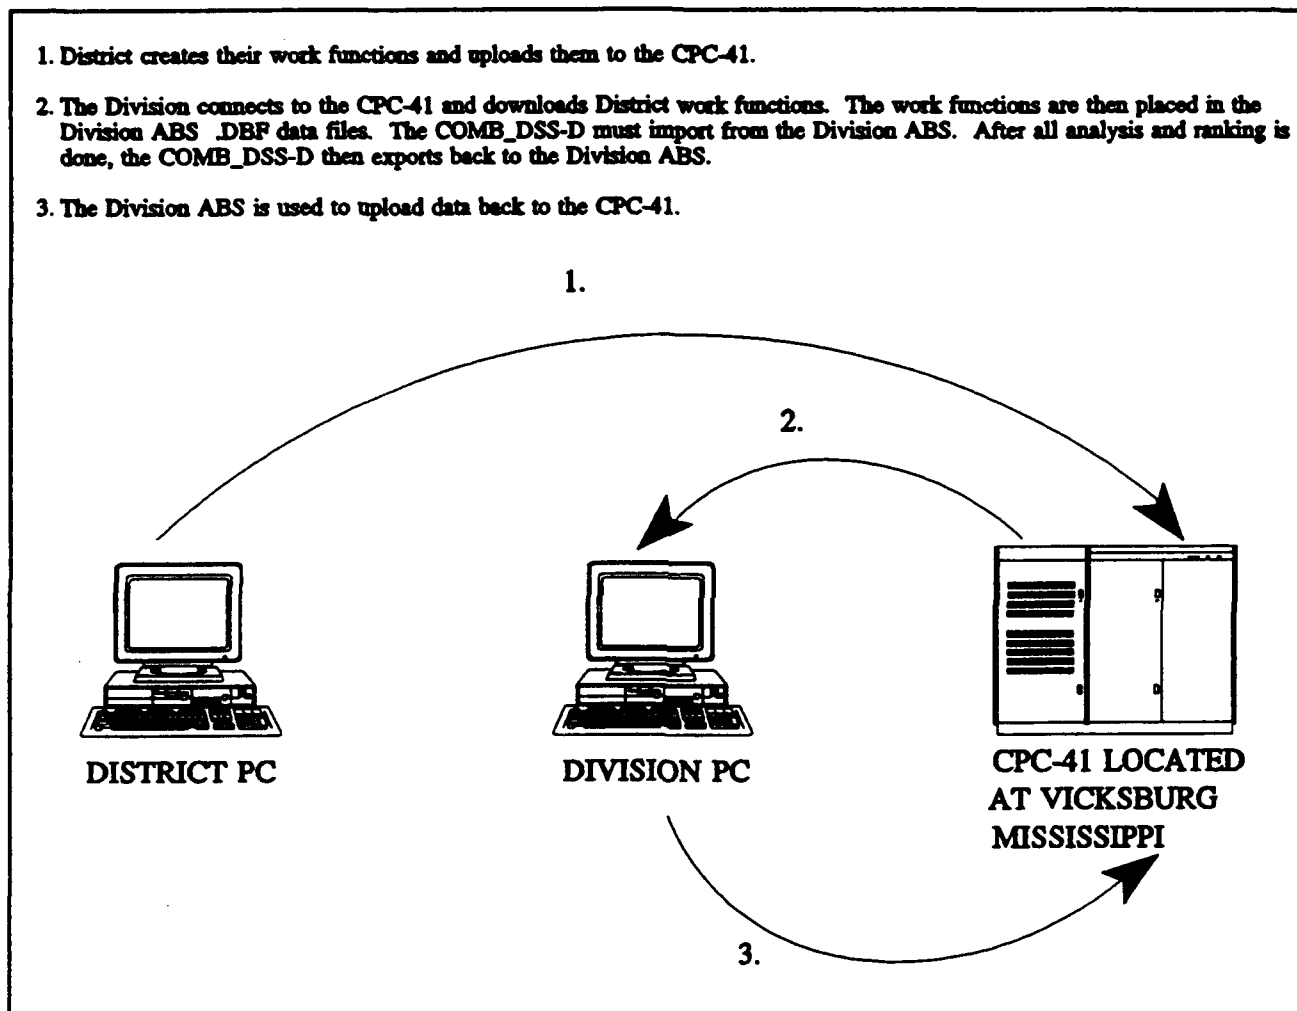 1. District creates their work functions and uploads them to the CPC-41.
2. The Division connects to the CPC-41 and downloads District work functions. The work functions are then placed in the
Division ABS .DBF data files. The COMB_DSS-D must import from the Division ABS. After all analysis and ranking is
done, the COMB_DSS-D then exports back to the Division ABS.
3. The Division ABS is used to upload data back to the CPC-41.
1.
2.
DISTRICT PC
DIVISION PC
CPC-41 LOCATED
AT VICKSBURG
MISSISSIPPI
3.